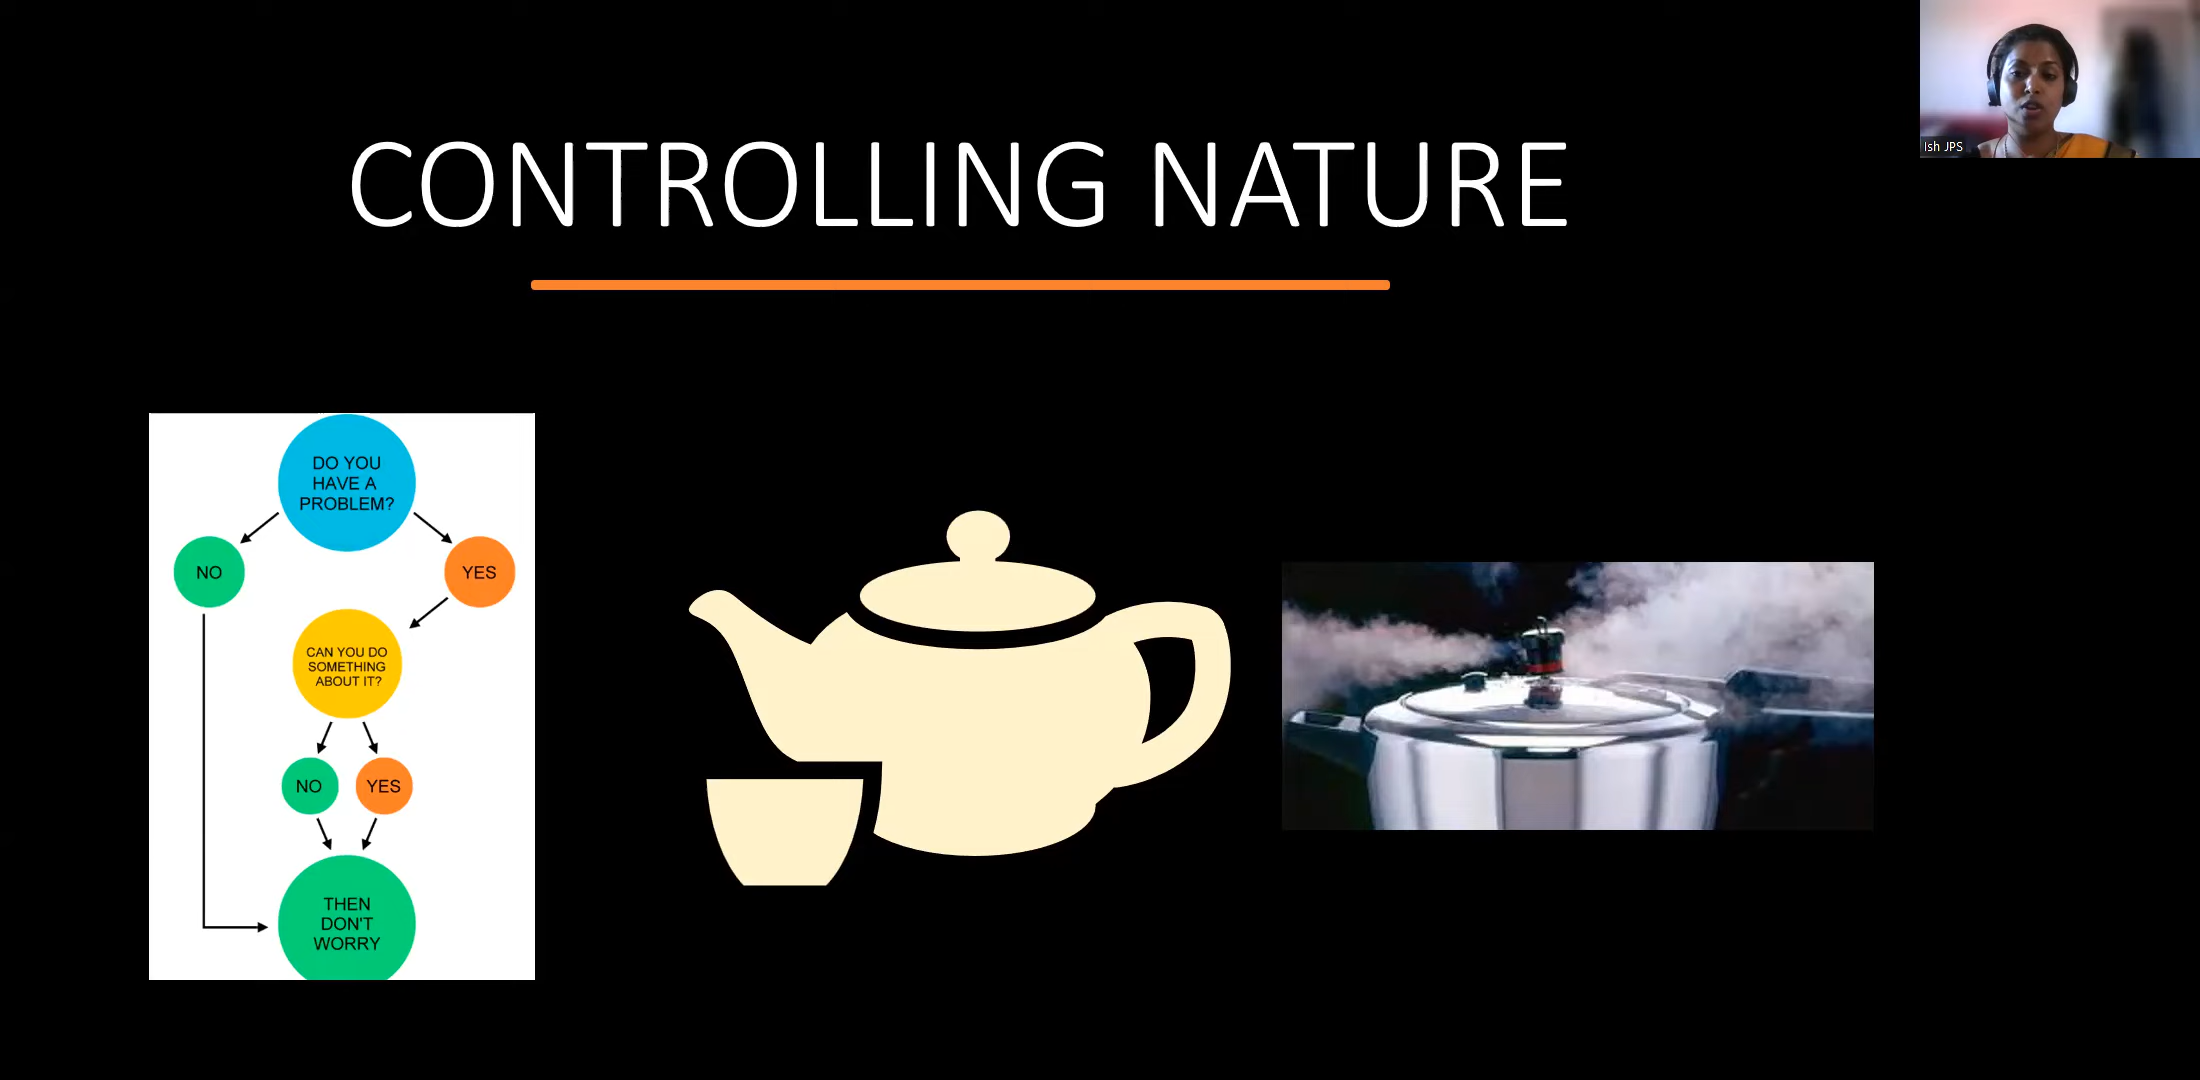 CONTROLLING NATURE
Ish JPS
DO YOU
HAVE A
PROBLEM?
NO
YES
CAN YOU DO
SOMETHING
ABOUT IT?
NO
YES
THEN
DON'T
WORRY